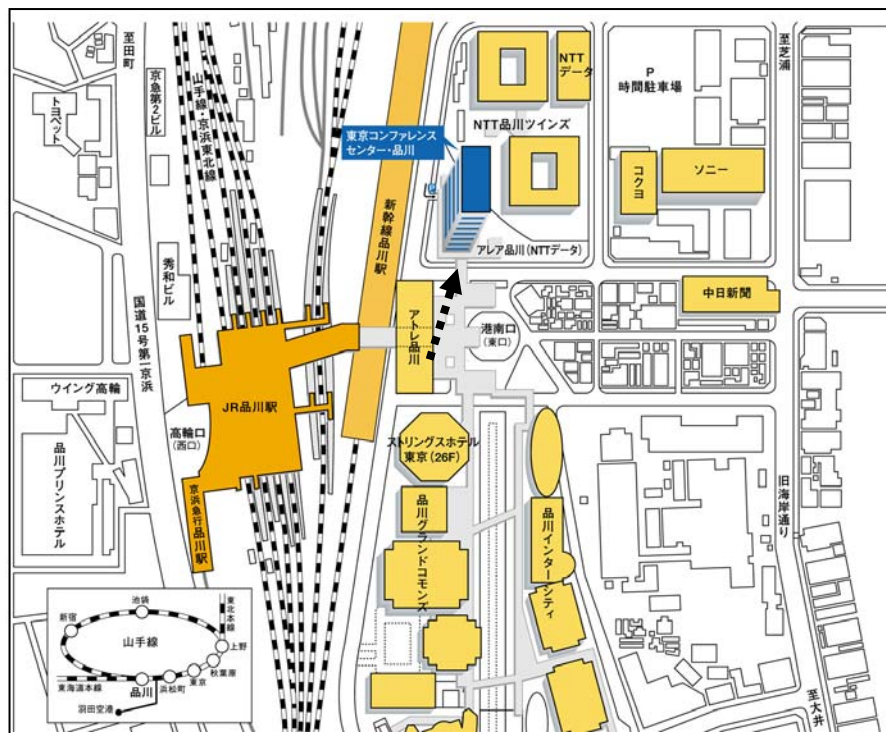 至田町
京急第2ビル
トヨペット
山手線・京浜東北線
秀和ビル
国道15号第一京浜
新幹線品川駅
東京コンファレンス
センター・品川
NTT
データ
NTT品川ツインズ
P
時間駐車場
至芝浦
コクヨ
ソニー
アレア品川(NTTデータ)
中日新聞
アトレ品川
港南口
(東口)
ウイング高輪
JR品川駅
高輪口
(西口)
品川プリンスホテル
京浜急行品川駅
ストリングスホテル
東京(26F)
品川グランドコモンズ
品川インターシティ
旧海岸通り
至大井
池袋
新宿
山手線
東北本線
上野
秋葉原
東京
浜松町
品川
東海道本線
羽田空港